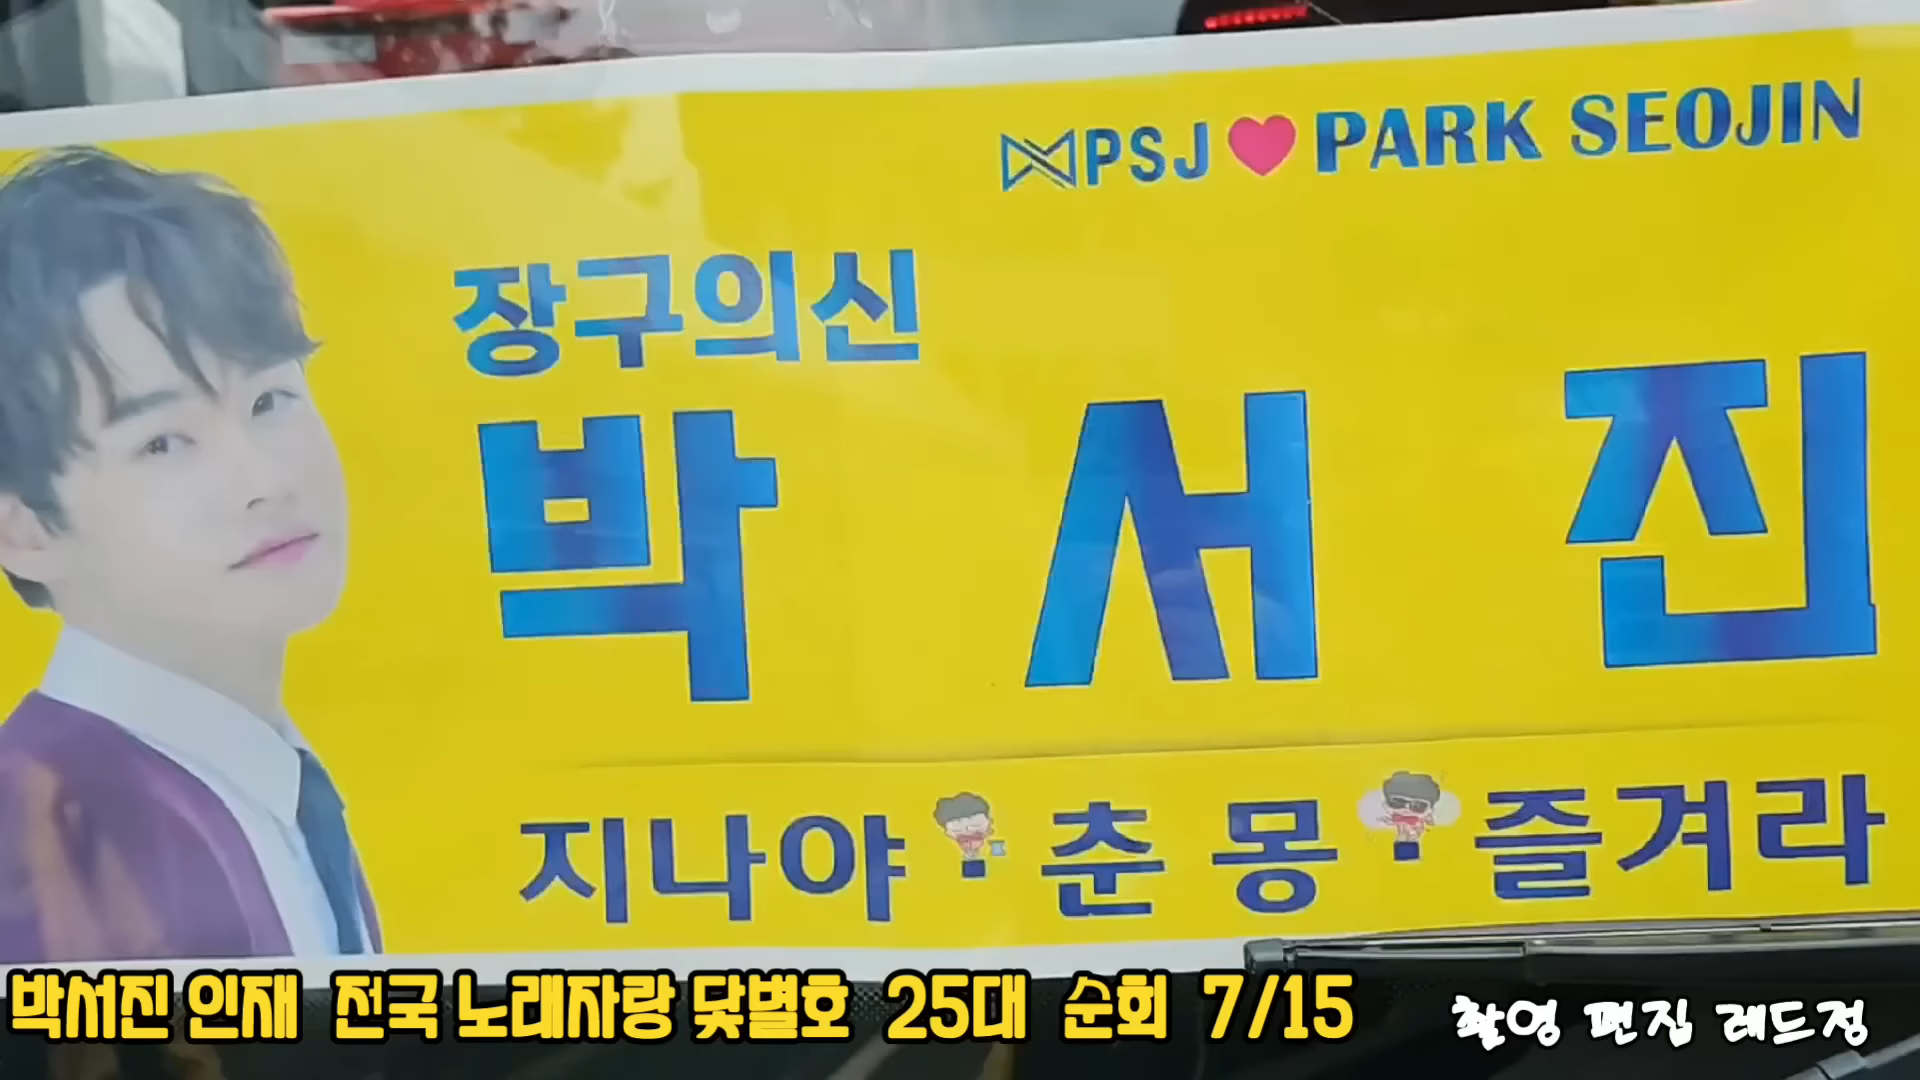 PSJ♥PARK SEOJIN
장구의신
박서진
지나야·춘몽·즐겨라
박서진 인재 전국 노래자랑 닻별호 25대 순회 7/15
촬영 편집 레드정